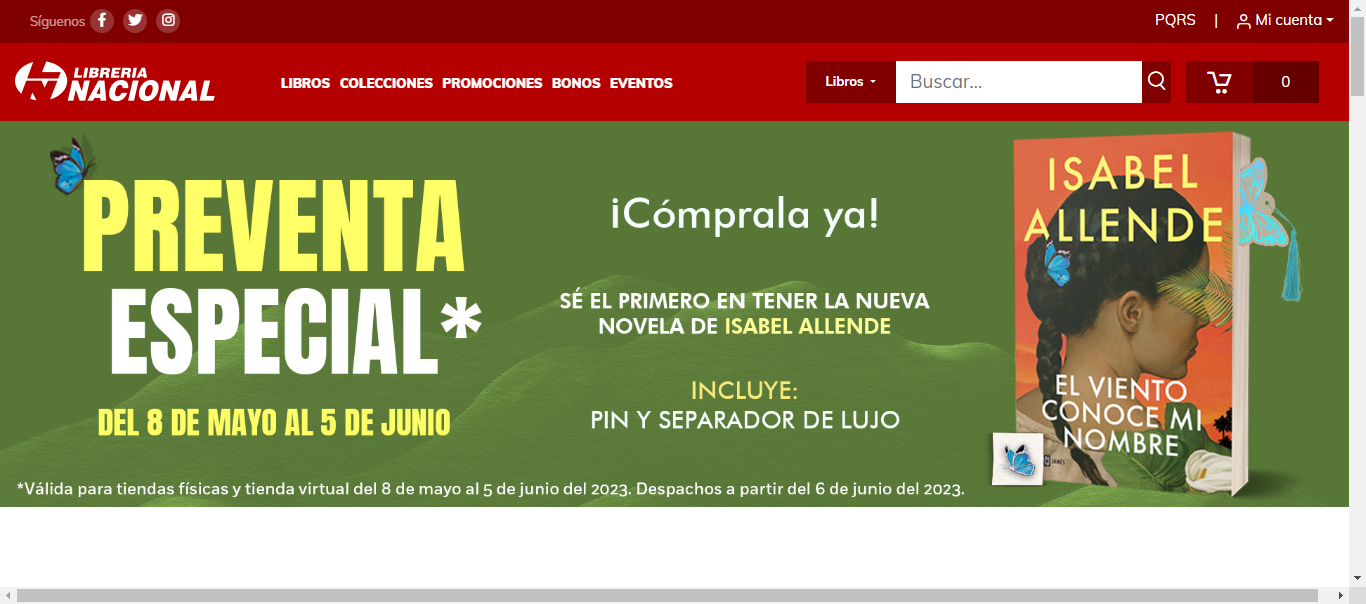 Síguenos
PQRS | Mi cuenta
LIBRERIA
NACIONAL
LIBROS COLECCIONES PROMOCIONES BONOS EVENTOS
Libros
Buscar...
0
PREVENTA
ESPECIAL*
DEL 8 DE MAYO AL 5 DE JUNIO
¡Cómprala ya!
SÉ EL PRIMERO EN TENER LA NUEVA
NOVELA DE ISABEL ALLENDE
INCLUYE:
PIN Y SEPARADOR DE LUJO
ISABEL
ALLENDE
EL VIENTO
CONOCE MI
NOMBRE
*Válida para tiendas físicas y tienda virtual del 8 de mayo al 5 de junio del 2023. Despachos a partir del 6 de junio del 2023.